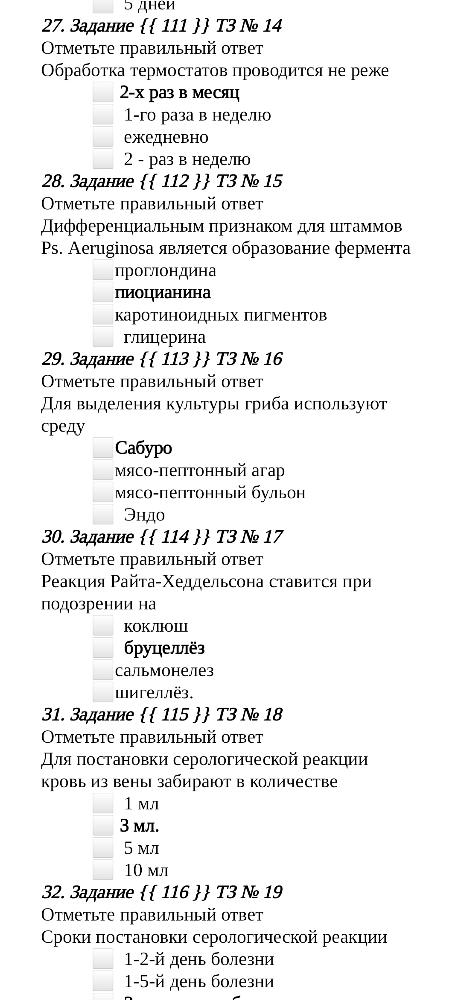 5 дней
27. Задание {{ 111 }} ТЗ № 14
Отметьте правильный ответ
Обработка термостатов проводится не реже
2-х раз в месяц
1-го раза в неделю
ежедневно
2 - раз в неделю
28. Задание {{ 112 }} ТЗ № 15
Отметьте правильный ответ
Дифференциальным признаком для штаммов
Ps. Aeruginosa является образование фермента
проглондина
пиоцианина
каротиноидных пигментов
глицерина
29. Задание {{ 113 }} ТЗ № 16
Отметьте правильный ответ
Для выделения культуры гриба используют
среду
Сабуро
мясо-пептонный агар
мясо-пептонный бульон
Эндо
30. Задание {{ 114 }} ТЗ № 17
Отметьте правильный ответ
Реакция Райта-Хеддельсона ставится при
подозрении на
коклюш
бруцеллёз
сальмонелез
шигеллёз.
31. Задание {{ 115 }} ТЗ № 18
Отметьте правильный ответ
Для постановки серологической реакции
кровь из вены забирают в количестве
1 мл
3 мл.
5 мл
10 мл
32. Задание {{ 116 }} ТЗ № 19
Отметьте правильный ответ
Сроки постановки серологической реакции
1-2-й день болезни
1-5-й день болезни